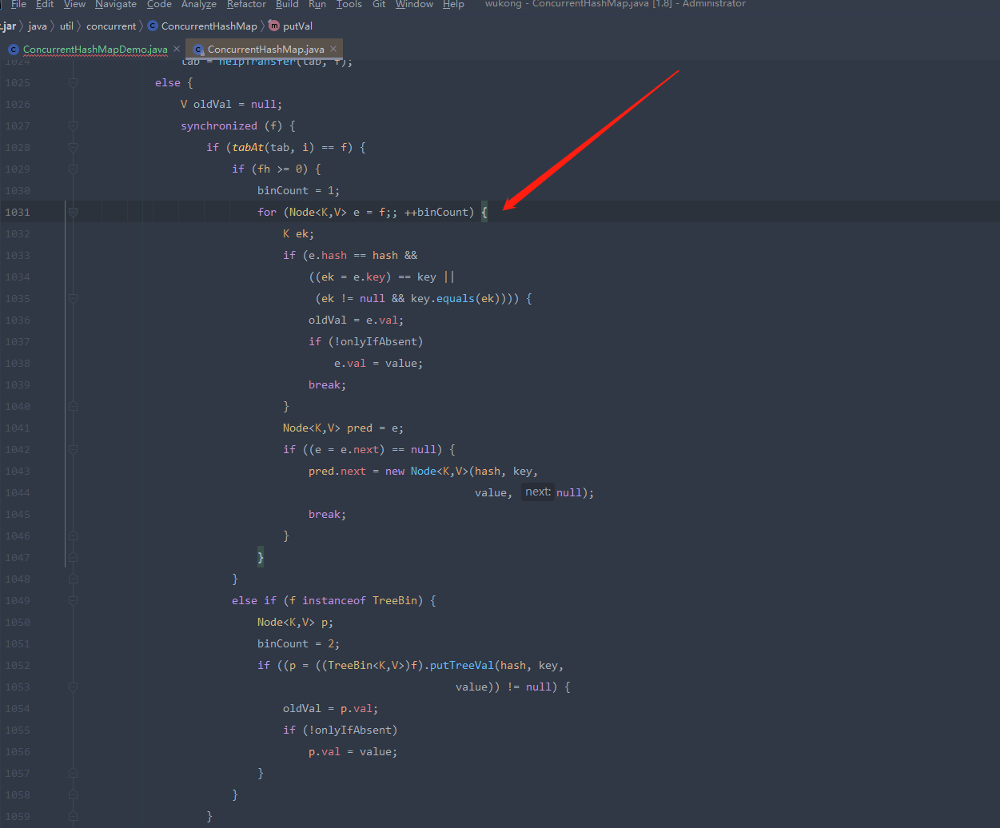 File Edit View Navigate Code Analyze Refactor Build Run Tools Git Window Help wukong - ConcurrentHashMap.java [1.8] - Administrator
.jar 〉 java 〉 util 〉 concurrent 〉 C ConcurrentHashMap 〉 m putVal
C ConcurrentHashMapDemo.java × C ConcurrentHashMap.java ×
1024 tab = helpTransfer(tab, f);
1025 else {
1026 V oldVal = null;
1027 synchronized (f) {
1028 if (tabAt(tab, i) == f) {
1029 if (fh >= 0) {
1030 binCount = 1;
1031 for (Node<K,V> e = f;; ++binCount) {
1032 K ek;
1033 if (e.hash == hash &&
1034 ((ek = e.key) == key ||
1035 (ek != null && key.equals(ek)))) {
1036 oldVal = e.val;
1037 if (!onlyIfAbsent)
1038 e.val = value;
1039 break;
1040 }
1041 Node<K,V> pred = e;
1042 if ((e = e.next) == null) {
1043 pred.next = new Node<K,V>(hash, key,
1044 value, next: null);
1045 break;
1046 }
1047 }
1048 }
1049 else if (f instanceof TreeBin) {
1050 Node<K,V> p;
1051 binCount = 2;
1052 if ((p = ((TreeBin<K,V>)f).putTreeVal(hash, key,
1053 value)) != null) {
1054 oldVal = p.val;
1055 if (!onlyIfAbsent)
1056 p.val = value;
1057 }
1058 }
1059 }